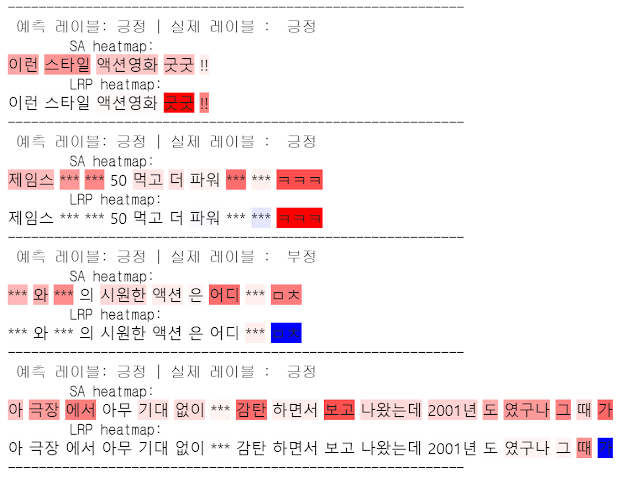 ----------------------------------------------------------
예측 레이블: 긍정 | 실제 레이블 :  긍정
SA heatmap:
이런 스타일 액션영화 굿굿 !!
LRP heatmap:
이런 스타일 액션영화 굿굿 !!
----------------------------------------------------------
예측 레이블: 긍정 | 실제 레이블 :  긍정
SA heatmap:
제임스 *** *** 50 먹고 더 파워 *** *** ㅋㅋㅋ
LRP heatmap:
제임스 *** *** 50 먹고 더 파워 *** *** ㅋㅋㅋ
----------------------------------------------------------
예측 레이블: 긍정 | 실제 레이블 :  부정
SA heatmap:
*** 와 *** 의 시원한 액션 은 어디 *** ㅁㅊ
LRP heatmap:
*** 와 *** 의 시원한 액션 은 어디 *** ㅁㅊ
----------------------------------------------------------
예측 레이블: 긍정 | 실제 레이블 :  긍정
SA heatmap:
아 극장 에서 아무 기대 없이 *** 감탄 하면서 보고 나왔는데 2001년 도 였구나 그 때 가
LRP heatmap:
아 극장 에서 아무 기대 없이 *** 감탄 하면서 보고 나왔는데 2001년 도 였구나 그 때 가
----------------------------------------------------------